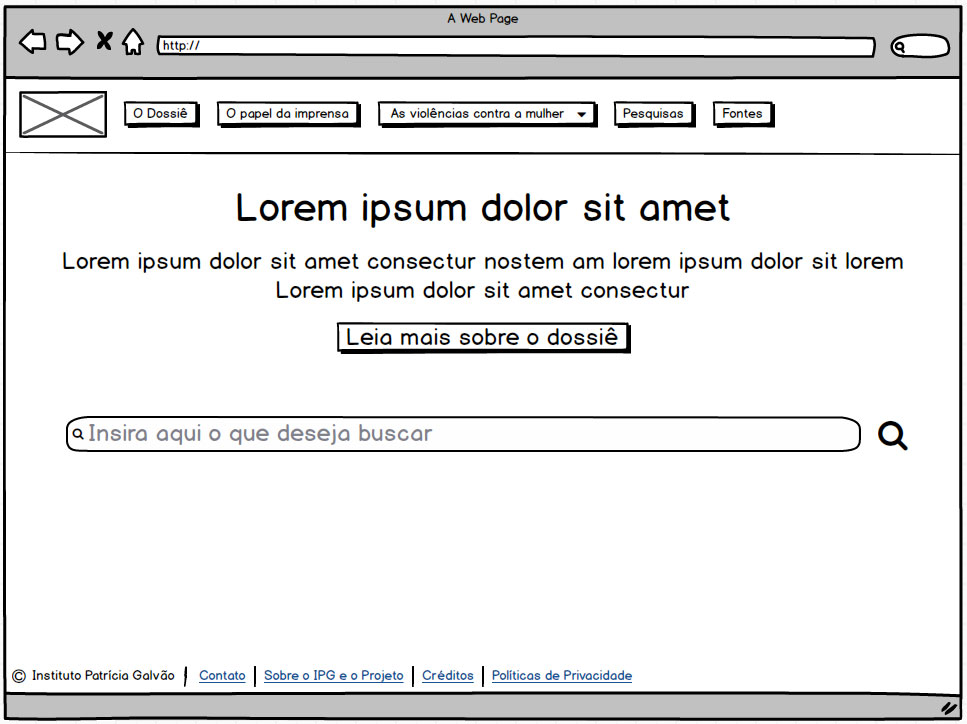 A Web Page
http://
O Dossiê
O papel da imprensa
As violências contra a mulher
Pesquisas
Fontes
Lorem ipsum dolor sit amet
Lorem ipsum dolor sit amet consectur nostem am lorem ipsum dolor sit lorem
Lorem ipsum dolor sit amet consectur
Leia mais sobre o dossiê
Insira aqui o que deseja buscar
© Instituto Patrícia Galvão | Contato | Sobre o IPG e o Projeto | Créditos | Políticas de Privacidade